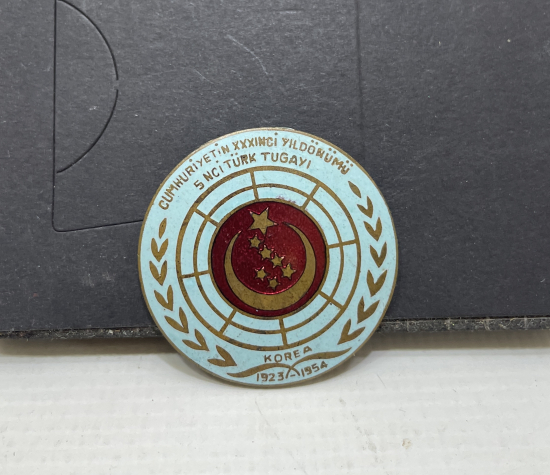 CUMHURİYETİN XXXINCI YILDÖNÜMÜ
5 NCİ TÜRK TUGAYI
KOREA
1923-1954